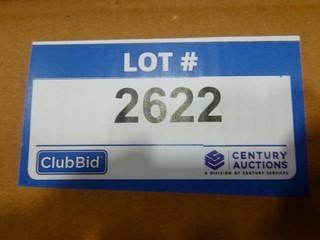 LOT #
2622
ClubBid
CENTURY
AUCTIONS
A DIVISION OF CENTURY SERVICES